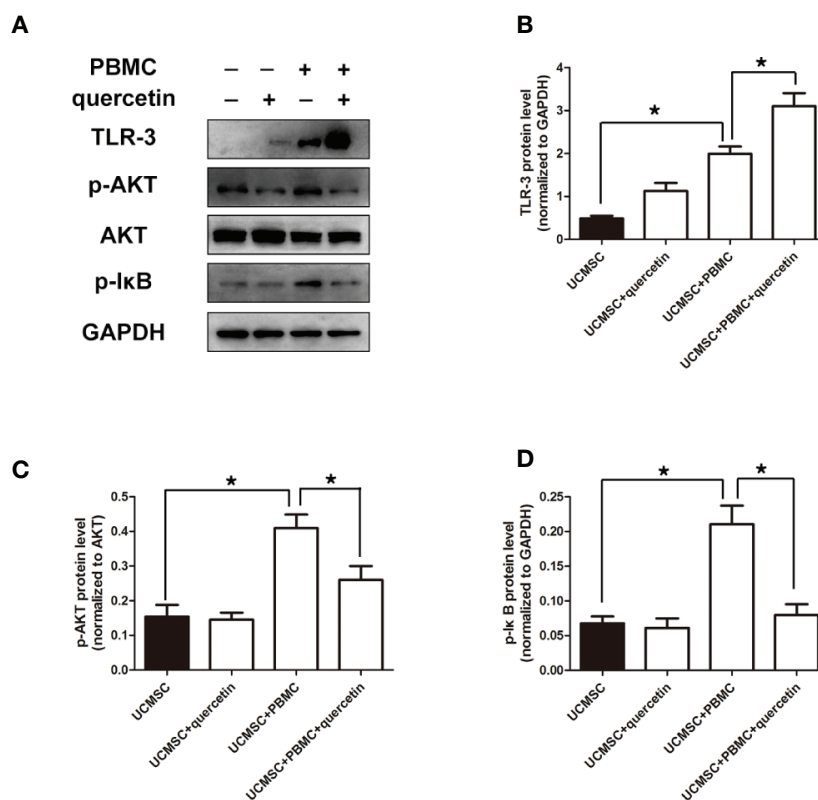 A
PBMC – – + +
quercetin – + – +
TLR-3
p-AKT
AKT
p-IκB
GAPDH
B
TLR-3 protein level
(normalized to GAPDH)
4
3
2
1
0
*
*
UCMSC
UCMSC+quercetin
UCMSC+PBMC
UCMSC+PBMC+quercetin
C
p-AKT protein level
(normalized to AKT)
0.5
0.4
0.3
0.2
0.1
0.0
*
*
UCMSC
UCMSC+quercetin
UCMSC+PBMC
UCMSC+PBMC+quercetin
D
p-Iκ B protein level
(normalized to GAPDH)
0.25
0.20
0.15
0.10
0.05
0.00
*
*
UCMSC
UCMSC+quercetin
UCMSC+PBMC
UCMSC+PBMC+quercetin